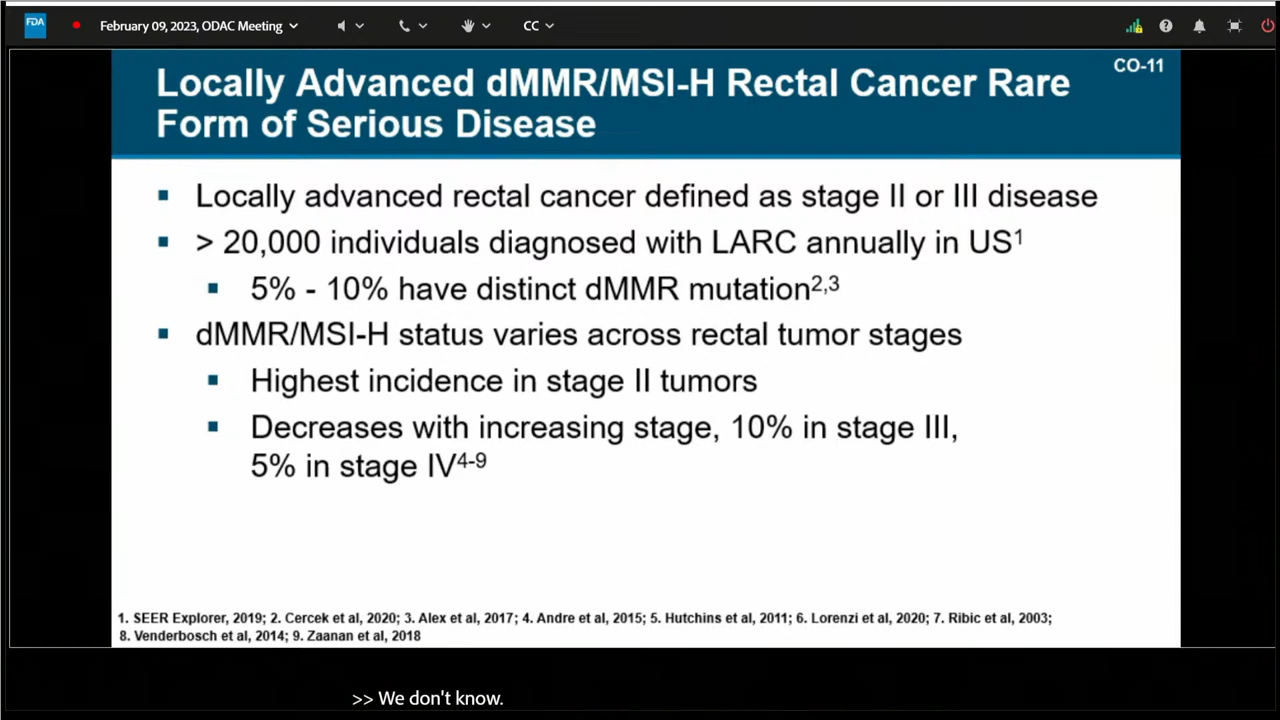 FDA
February 09, 2023, ODAC Meeting
CC
CO-11
Locally Advanced dMMR/MSI-H Rectal Cancer Rare
Form of Serious Disease
▪ Locally advanced rectal cancer defined as stage II or III disease
▪ > 20,000 individuals diagnosed with LARC annually in US1
▪ 5% - 10% have distinct dMMR mutation2,3
▪ dMMR/MSI-H status varies across rectal tumor stages
▪ Highest incidence in stage II tumors
▪ Decreases with increasing stage, 10% in stage III,
5% in stage IV4-9
1. SEER Explorer, 2019; 2. Cercek et al, 2020; 3. Alex et al, 2017; 4. Andre et al, 2015; 5. Hutchins et al, 2011; 6. Lorenzi et al, 2020; 7. Ribic et al, 2003;
8. Venderbosch et al, 2014; 9. Zaanan et al, 2018
>> We don't know.